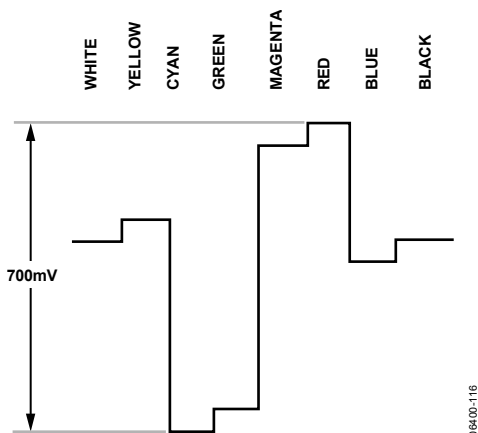 WHITE
YELLOW
CYAN
GREEN
MAGENTA
RED
BLUE
BLACK
700mV
06400-116